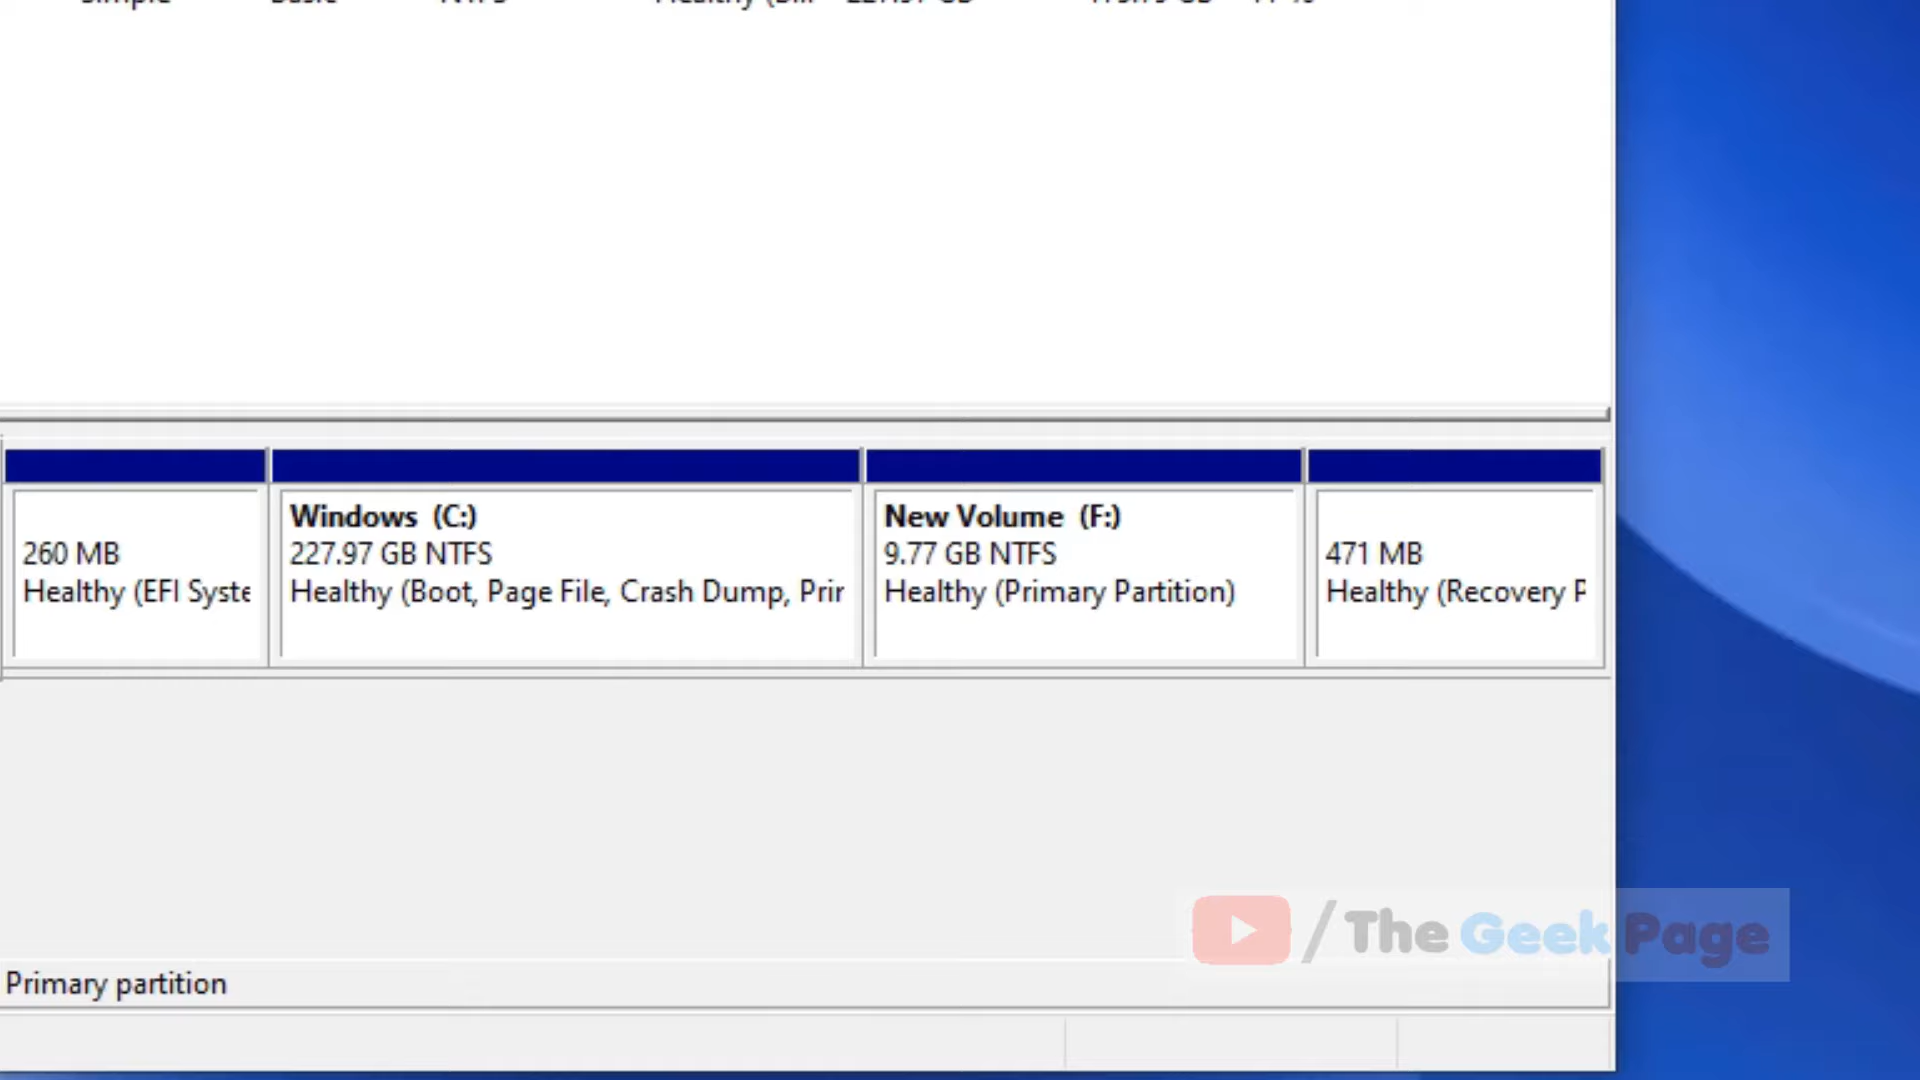 Windows (C:)
New Volume (F:)
260 MB
227.97 GB NTFS
9.77 GB NTFS
471 MB
Healthy (EFI Syste
Healthy (Boot, Page File, Crash Dump, Prir
Healthy (Primary Partition)
Healthy (Recovery P
/ The Geek Page
Primary partition